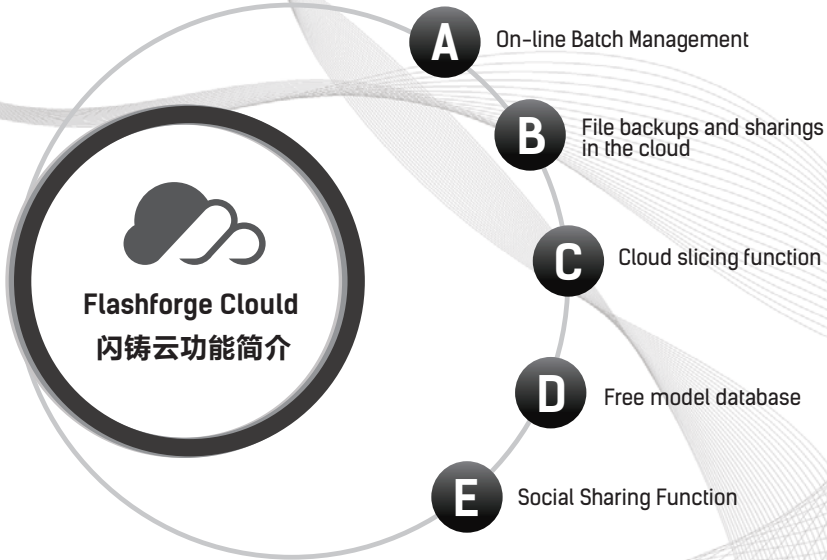 A
On-line Batch Management
B
File backups and sharings
in the cloud
C
Cloud slicing function
Flashforge Clould
闪铸云功能简介
D
Free model database
E
Social Sharing Function